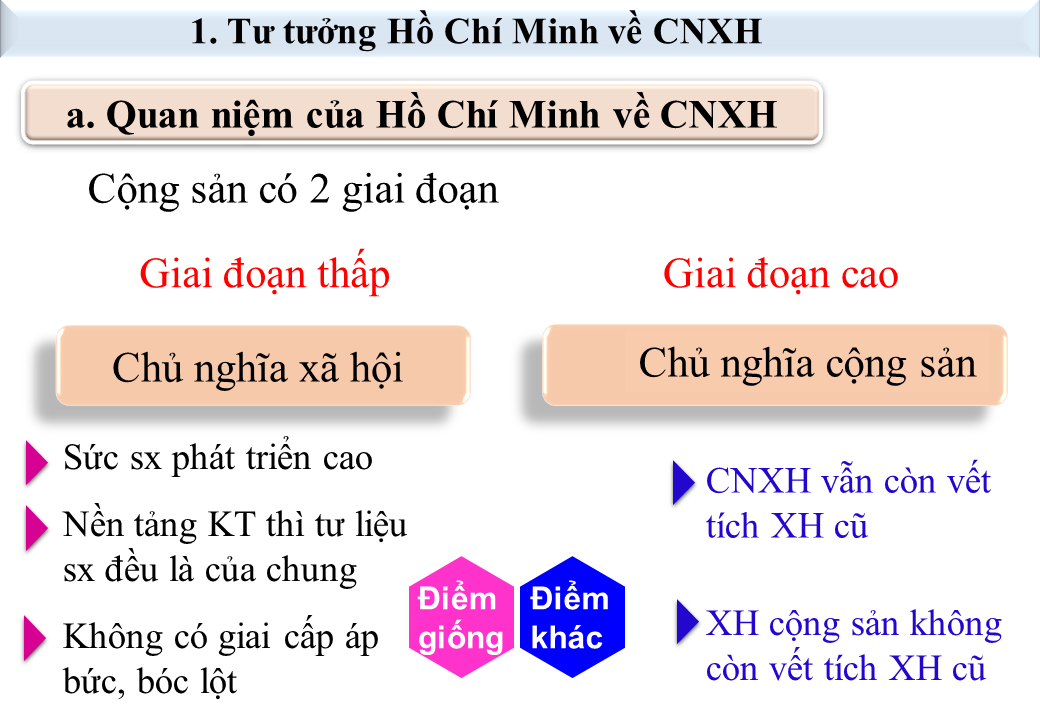 1. Tư tưởng Hồ Chí Minh về CNXH
a. Quan niệm của Hồ Chí Minh về CNXH
Cộng sản có 2 giai đoạn
Giai đoạn thấp
Giai đoạn cao
Chủ nghĩa xã hội
Chủ nghĩa cộng sản
Sức sx phát triển cao
Nền tảng KT thì tư liệu
sx đều là của chung
Không có giai cấp áp
bức, bóc lột
Điểm
giống
Điểm
khác
CNXH vẫn còn vết
tích XH cũ
XH cộng sản không
còn vết tích XH cũ